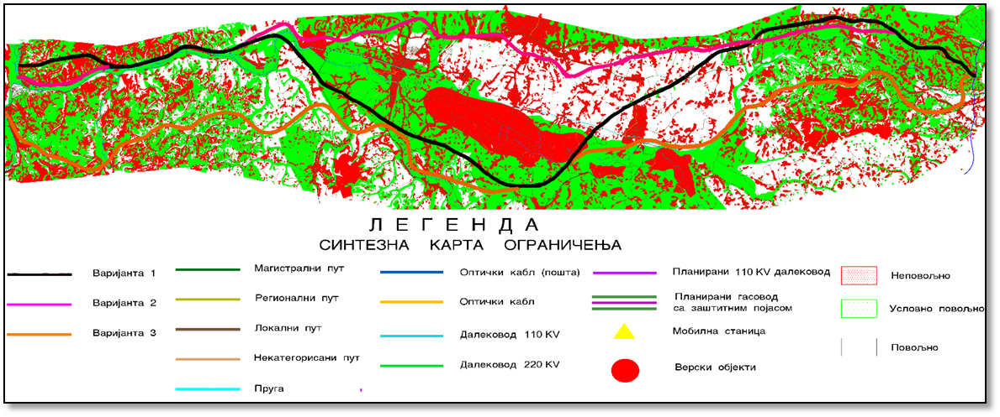 ЛЕГЕНДА
СИНТЕЗНА КАРТА ОГРАНИЧЕЊА
Варијанта 1
Варијанта 2
Варијанта 3
Магистрални пут
Регионални пут
Локални пут
Некатегорисани пут
Пруга
Оптички кабл (пошта)
Оптички кабл
Далековод 110 KV
Далековод 220 KV
Планирани 110 KV далековод
Планирани гасовод
са заштитним појасом
Мобилна станица
Верски објекти
Неповољно
Условно повољно
Повољно